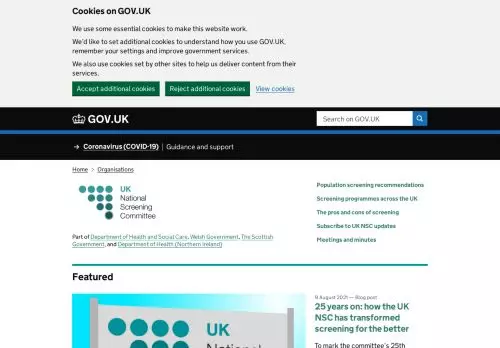 Cookies on GOV.UK
We use some essential cookies to make this website work.
We'd like to set additional cookies to understand how you use GOV.UK,
remember your settings and improve government services.
We also use cookies set by other sites to help us deliver content from their
services.
Accept additional cookies
Reject additional cookies
View cookies
GOV.UK
Search on GOV.UK
→ Coronavirus (COVID-19) | Guidance and support
Home > Organisations
UK
National
Screening
Committee
Population screening recommendations
Screening programmes across the UK
The pros and cons of screening
Subscribe to UK NSC updates
Meetings and minutes
Part of Department of Health and Social Care, Welsh Government, The Scottish
Government, and Department of Health (Northern Ireland)
Featured
UK
National
9 August 2021 — Blog post
25 years on: how the UK
NSC has transformed
screening for the better
To mark the committee's 25th